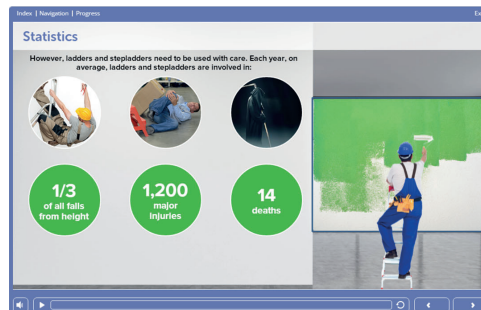 Index | Navigation | Progress
Ex
Statistics
However, ladders and stepladders need to be used with care. Each year, on
average, ladders and stepladders are involved in:
1/3
of all falls
from height
1,200
major
injuries
14
deaths